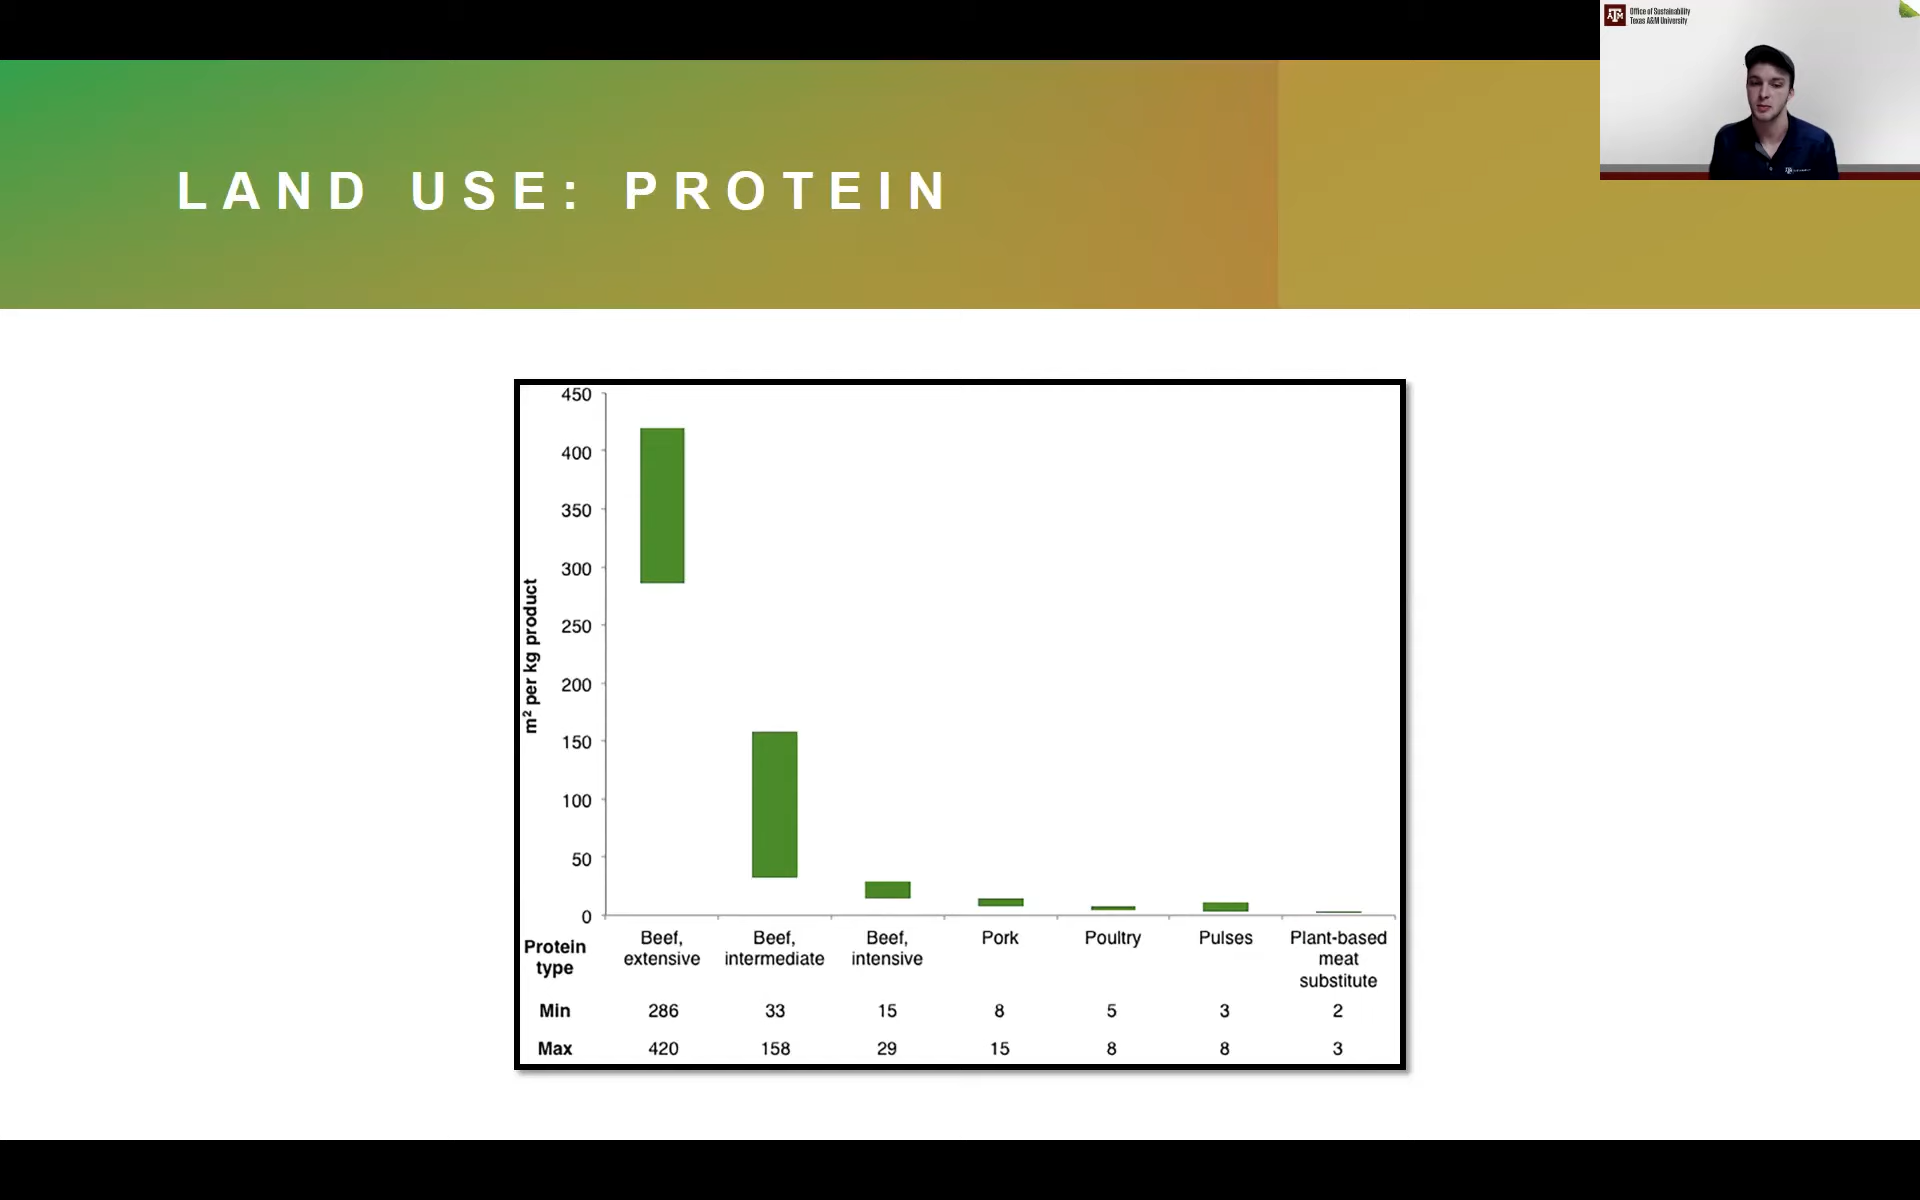 Office of Sustainability
Texas A&M University
LAND USE: PROTEIN
450
400
350
300
250
200
150
100
50
0
m² per kg product
Protein type
Beef, extensive
Beef, intermediate
Beef, intensive
Pork
Poultry
Pulses
Plant-based meat substitute
Min 286 33 15 8 5 3 2
Max 420 158 29 15 8 8 3